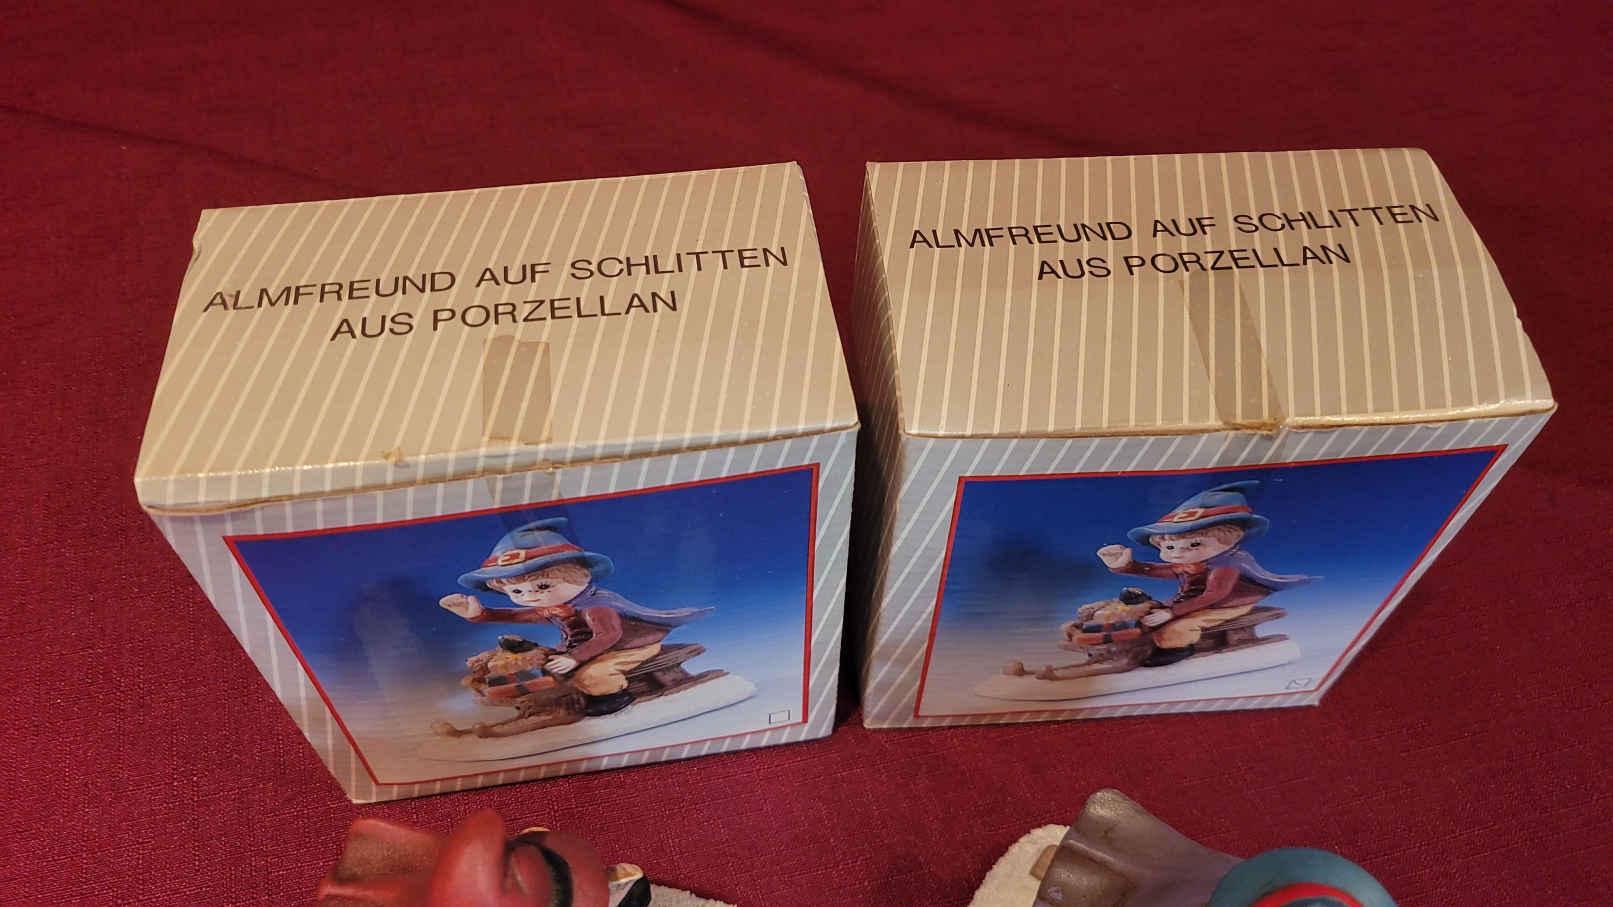 ALMFREUND AUF SCHLITTEN
AUS PORZELLAN
ALMFREUND AUF SCHLITTEN
AUS PORZELLAN